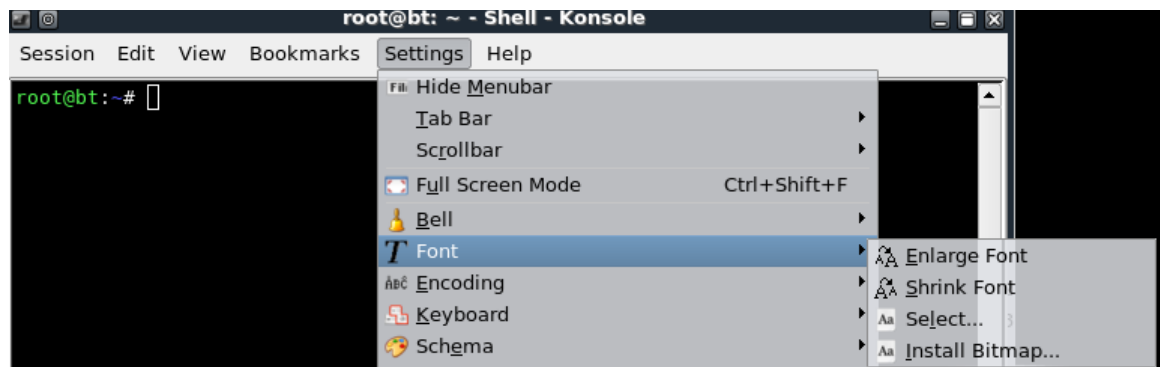 root@bt: ~ - Shell - Konsole
Session Edit View Bookmarks Settings Help
root@bt:~#
Hide Menubar
Tab Bar
Scrollbar
Full Screen Mode Ctrl+Shift+F
Bell
Font
Encoding
Keyboard
Schema
Enlarge Font
Shrink Font
Select...
Install Bitmap...